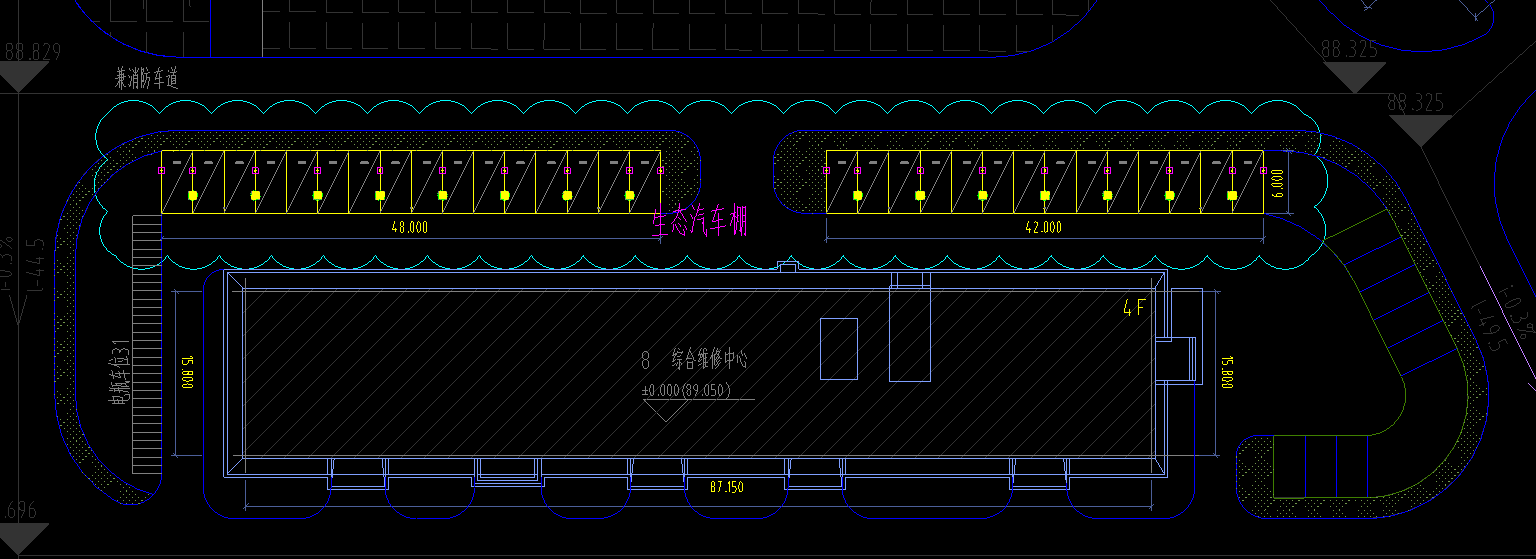 88.829
88.325
兼消防车道
88.325
6.000
生态汽车棚
48.000
42.000
i-0.3%
L-44.5
4F
i-0.3%
L-49.5
电瓶车位31
15.800
8 综合维修中心
±0.000(89.050)
15.800
87.150
.696